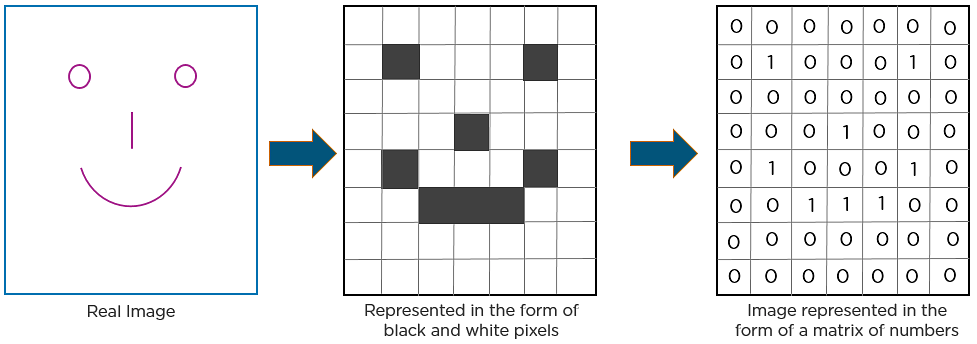 0 0 0 0 0 0 0
0 1 0 0 0 1 0
0 0 0 0 0 0 0
0 0 0 1 0 0 0
0 1 0 0 0 1 0
0 0 1 1 1 0 0
0 0 0 0 0 0 0
0 0 0 0 0 0 0
Real Image
Represented in the form of
black and white pixels
Image represented in the
form of a matrix of numbers